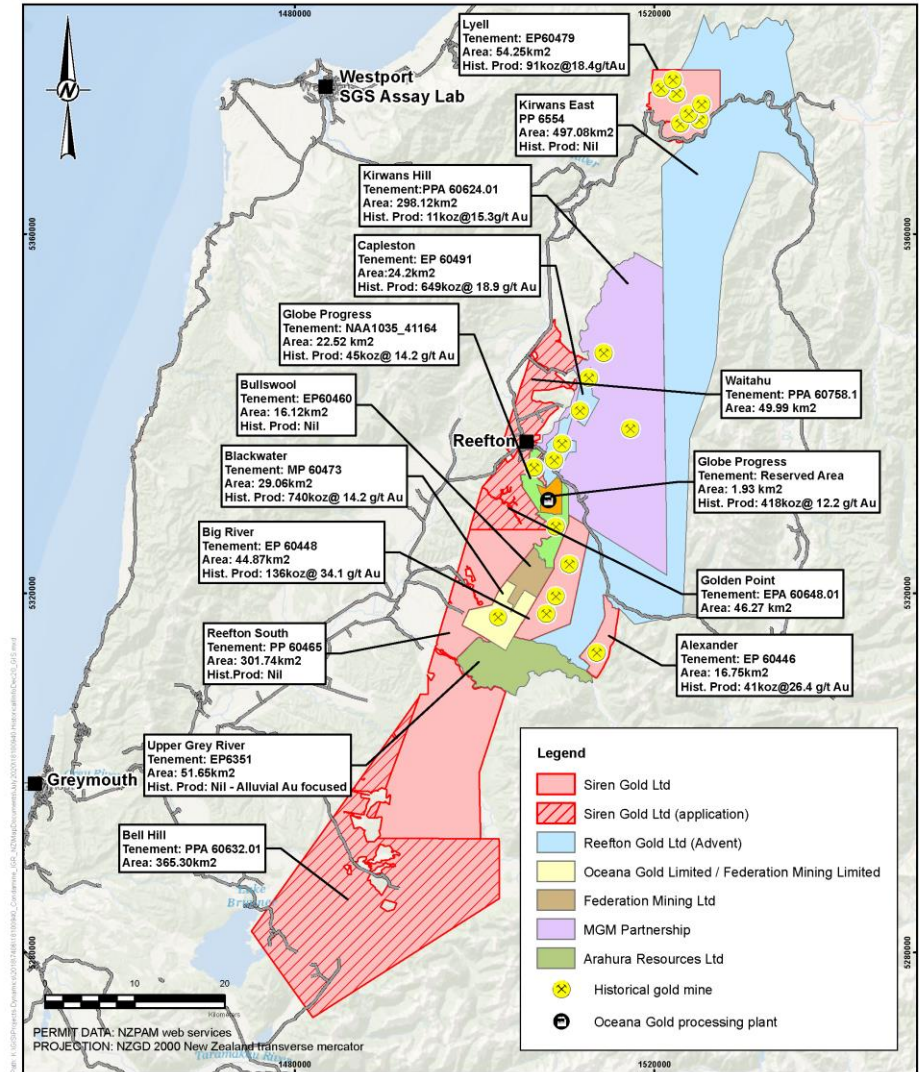 1480000
1520000
Lyell
Tenement: EP60479
Area: 54.25km2
Hist. Prod: 91koz@18.4g/tAu
N
Westport
SGS Assay Lab
Kirwans East
PP 6554
Area: 497.08km2
Hist. Prod: Nil
Kirwans Hill
Tenement:PPA 60624.01
Area: 298.12km2
Hist. Prod: 11koz@15.3g/t Au
5360000
5360000
Capleston
Tenement: EP 60491
Area:24.2km2
Hist. Prod: 649koz@ 18.9 g/t Au
Globe Progress
Tenement: NAA1035_41164
Area: 22.52 km2
Hist. Prod: 45koz@ 14.2 g/t Au
Bullswool
Tenement: EP60460
Area: 16.12km2
Hist. Prod: Nil
Waitahu
Tenement: PPA 60758.1
Area: 49.99 km2
Reefton
Blackwater
Tenement: MP 60473
Area: 29.06km2
Hist. Prod: 740koz@ 14.2 g/t Au
Globe Progress
Tenement: Reserved Area
Area: 1.93 km2
Hist. Prod: 418koz@ 12.2 g/t Au
Big River
Tenement: EP 60448
Area: 44.87km2
Hist. Prod: 136koz@ 34.1 g/t Au
Golden Point
Tenement: EPA 60648.01
Area: 46.27 km2
5320000
5320000
Reefton South
Tenement: PP 60465
Area: 301.74km2
Hist.Prod: Nil
Alexander
Tenement: EP 60446
Area: 16.75km2
Hist. Prod: 41koz@26.4 g/t Au
Upper Grey River
Tenement: EP6351
Area: 51.65km2
Hist. Prod: Nil - Alluvial Au focused
Greymouth
Bell Hill
Tenement: PPA 60632.01
Area: 365.30km2
Lake
Legend
Siren Gold Ltd
Siren Gold Ltd (application)
Reefton Gold Ltd (Advent)
Oceana Gold Limited / Federation Mining Limited
Federation Mining Ltd
MGM Partnership
Arahura Resources Ltd
Historical gold mine
Oceana Gold processing plant
5280000
5280000
0
10
20
Kilometers
PERMIT DATA: NZPAM web services
PROJECTION: NZGD 2000 New Zealand transverse mercator
Taramakau River
1480000
1520000